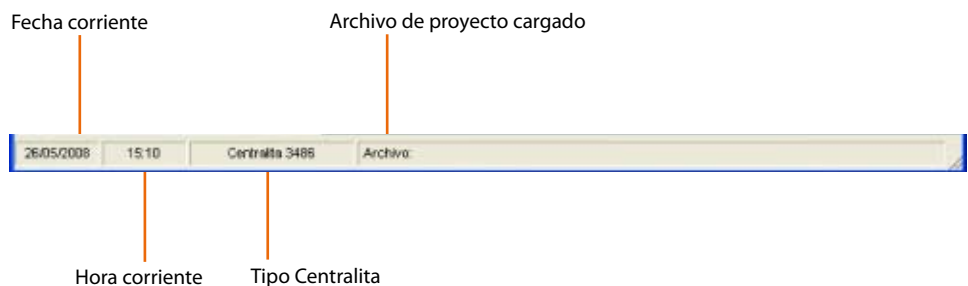 Fecha corriente Archivo de proyecto cargado
26/05/2008 15:10 Centralita 3486 Archivo:
Hora corriente Tipo Centralita